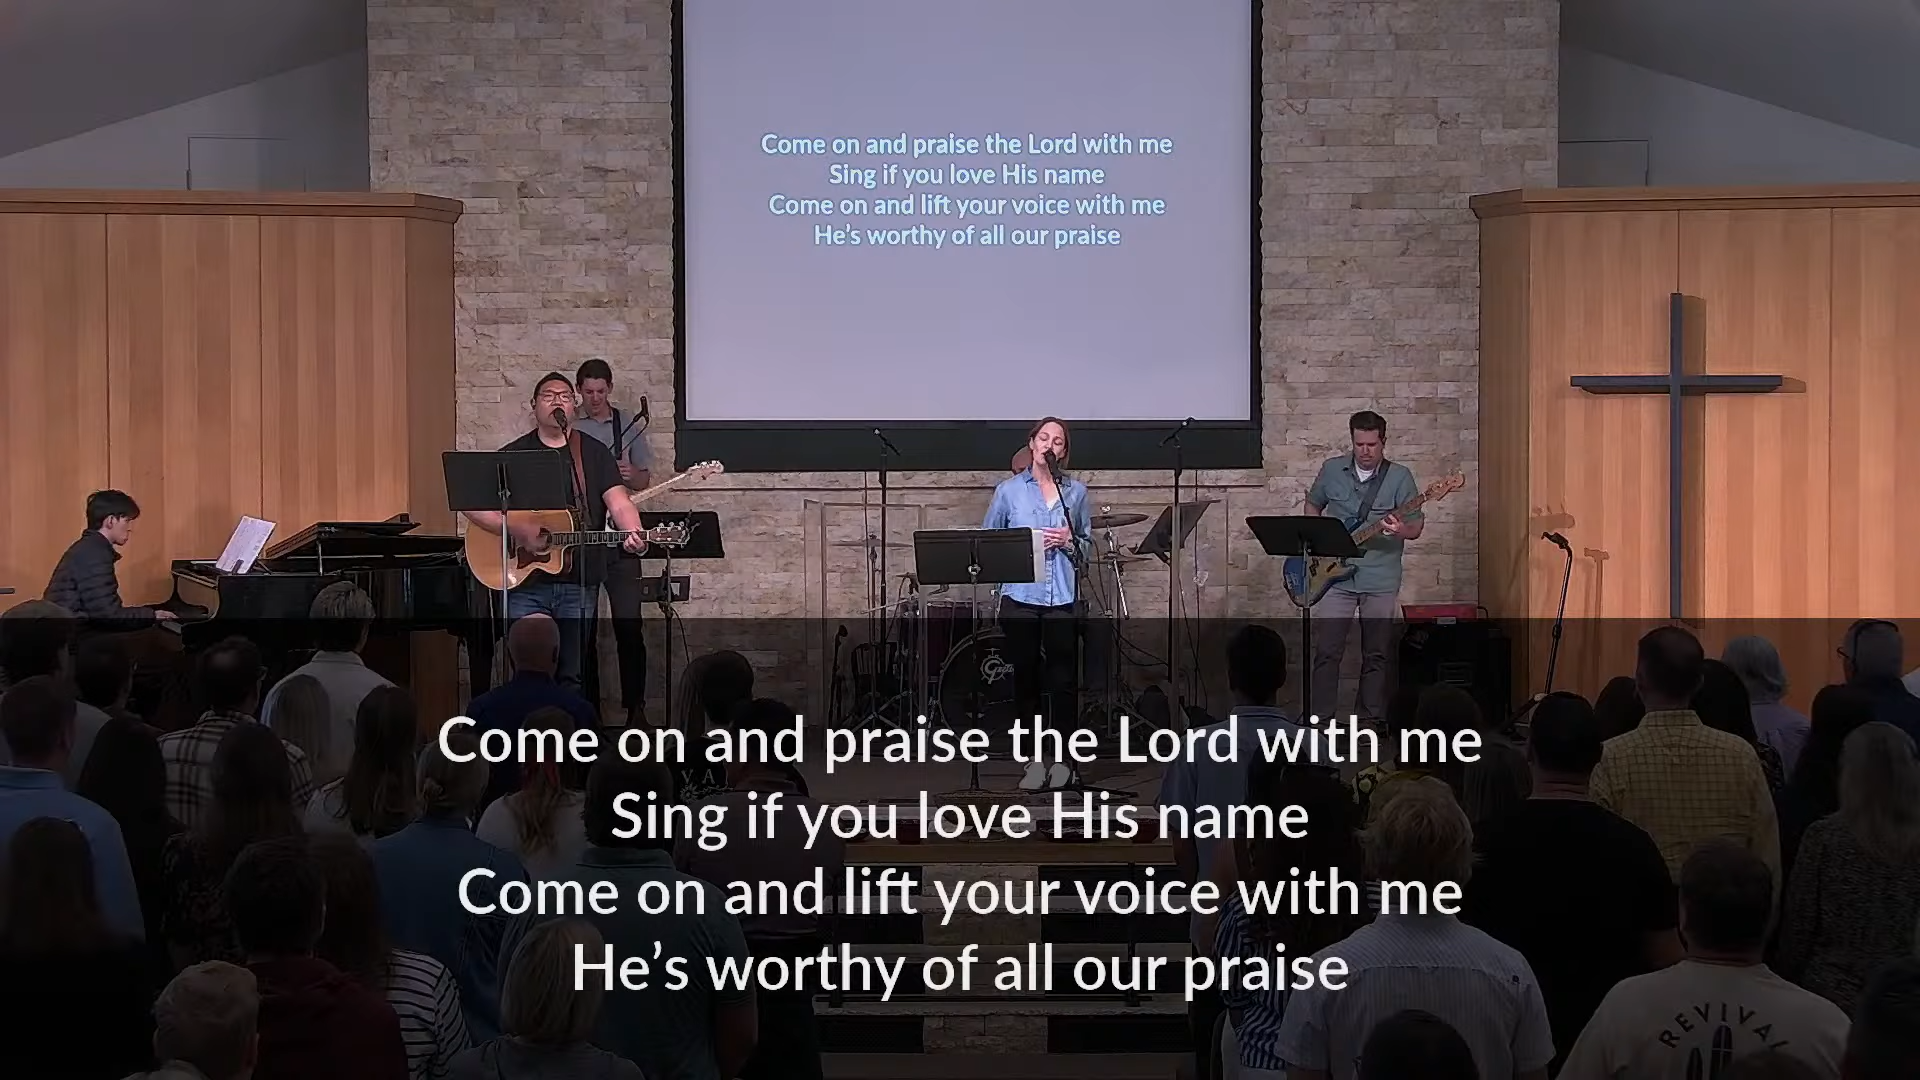 Come on and praise the Lord with me
Sing if you love His name
Come on and lift your voice with me
He's worthy of all our praise
Come on and praise the Lord with me
Sing if you love His name
Come on and lift your voice with me
He's worthy of all our praise
REVIVAL